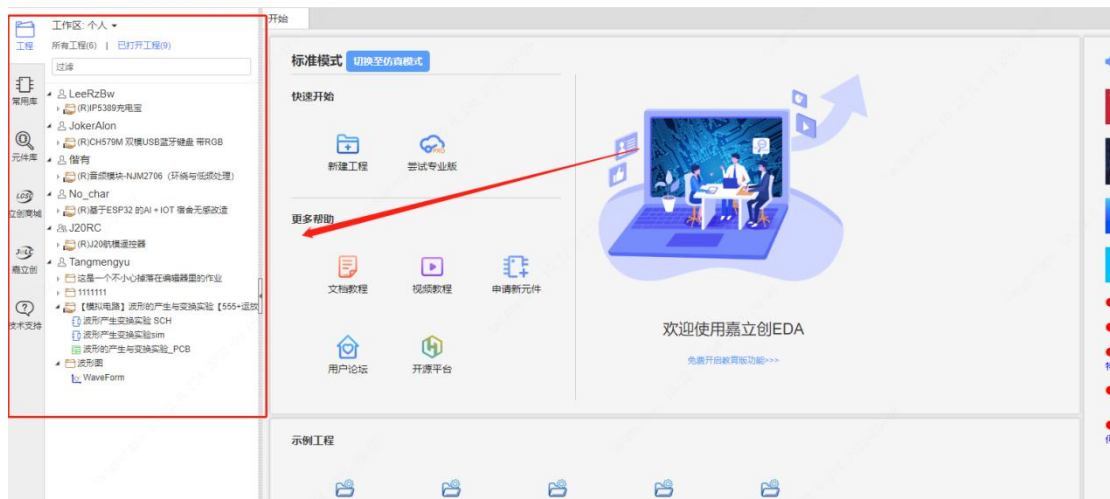 开始
工作区: 个人
工程
所有工程(6) | 已打开工程(9)
过滤
常用库
元件库
立创商城
嘉立创
技术支持
LeeRzBw
(R)IP5389充电宝
JokerAlon
(R)CH579M 双模USB蓝牙键盘 带RGB
偕有
(R)音频模块-NJM2706（环绕与低频处理）
No_char
(R)基于ESP32 的AI + IOT 宿舍无感改造
J20RC
(R)J20航模遥控器
Tangmengyu
这是一个不小心掉落在编辑器里的作业
1111111
【模拟电路】波形的产生与变换实验【555+运放
波形产生变换实验 SCH
波形产生变换实验sim
波形的产生与变换实验_PCB
波形图
WaveForm
标准模式 切换至仿真模式
快速开始
新建工程 尝试专业版
更多帮助
文档教程 视频教程 申请新元件
用户论坛 开源平台
欢迎使用嘉立创EDA
免费开启教育版功能>>>
示例工程